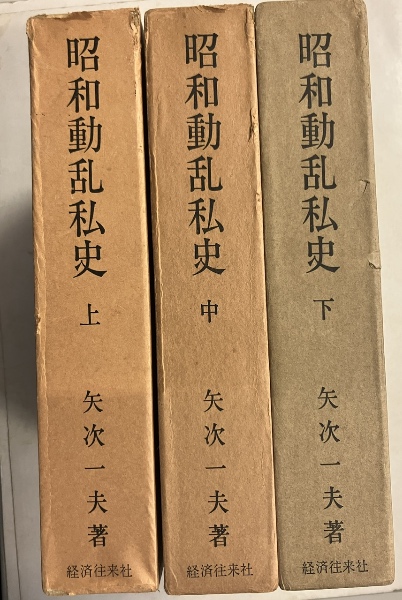 昭和動乱私史
上
矢次一夫著
経済往来社
昭和動乱私史
中
矢次一夫著
経済往来社
昭和動乱私史
下
矢次一夫著
経済往来社